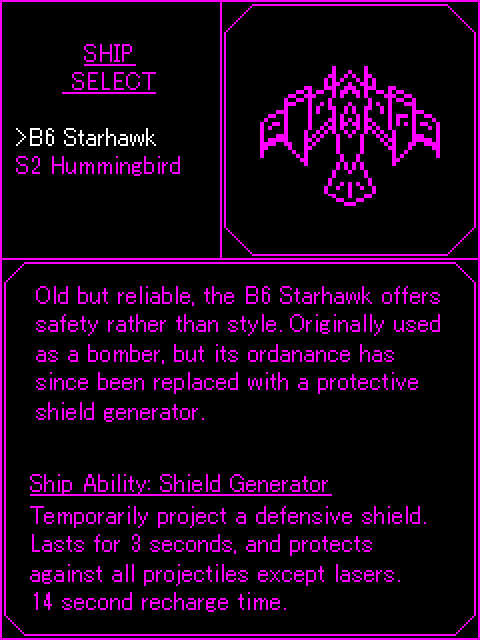 SHIP
SELECT
>B6 Starhawk
S2 Hummingbird
Old but reliable, the B6 Starhawk offers
safety rather than style. Originally used
as a bomber, but its ordanance has
since been replaced with a protective
shield generator.
Ship Ability: Shield Generator
Temporarily project a defensive shield.
Lasts for 3 seconds, and protects
against all projectiles except lasers.
14 second recharge time.